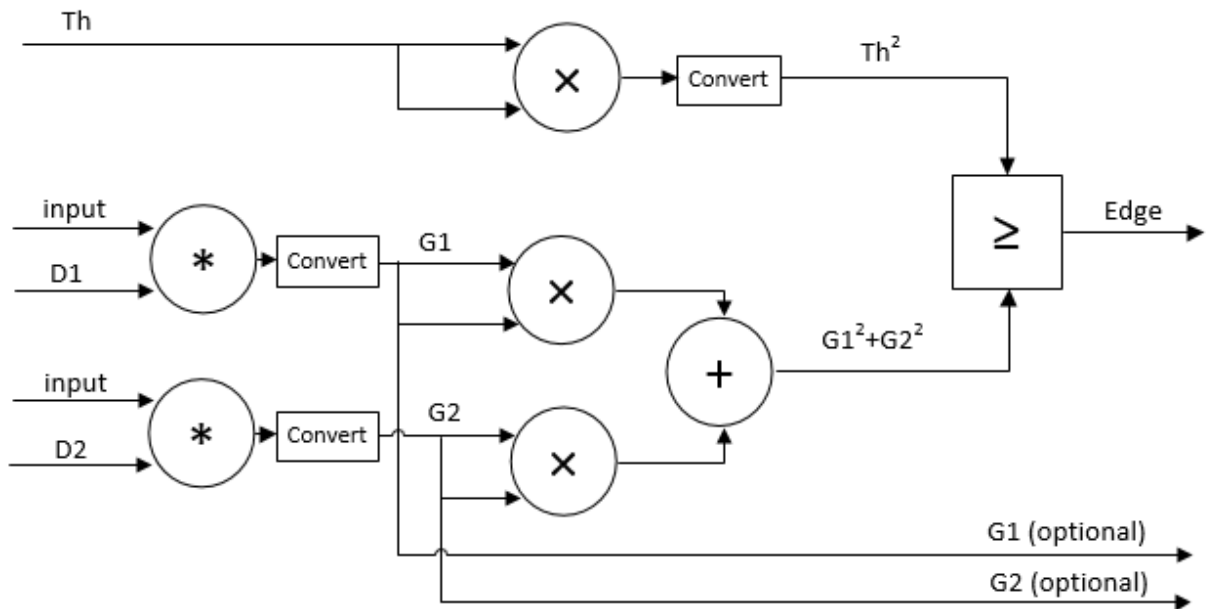 Th
×
Convert
Th²
input
*
D1
Convert
G1
×
≥
Edge
+
G1²+G2²
input
*
D2
Convert
G2
×
G1 (optional)
G2 (optional)